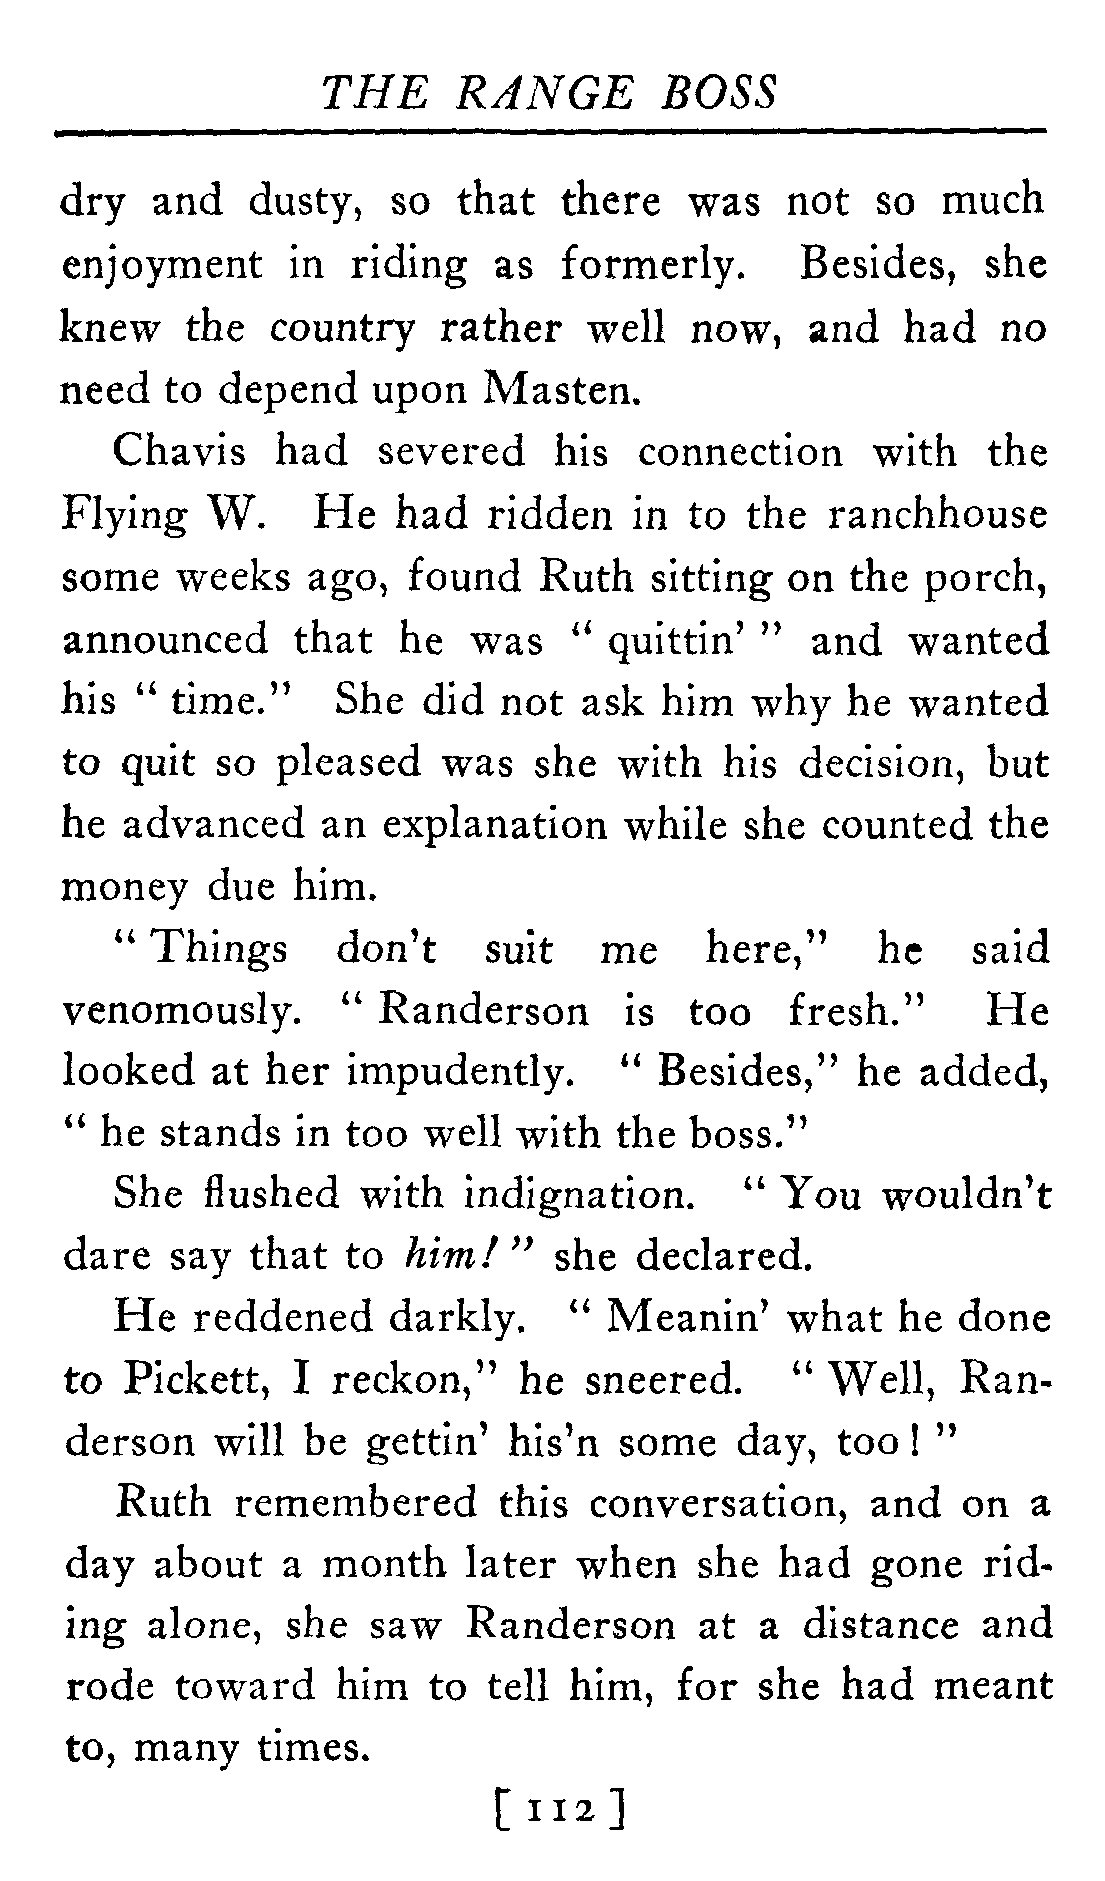 THE RANGE BOSS
dry and dusty, so that there was not so much
enjoyment in riding as formerly. Besides, she
knew the country rather well now, and had no
need to depend upon Masten.
Chavis had severed his connection with the
Flying W. He had ridden in to the ranchhouse
some weeks ago, found Ruth sitting on the porch,
announced that he was “ quittin’ ” and wanted
his “ time.” She did not ask him why he wanted
to quit so pleased was she with his decision, but
he advanced an explanation while she counted the
money due him.
“ Things don’t suit me here,” he said
venomously. “ Randerson is too fresh.” He
looked at her impudently. “ Besides,” he added,
“ he stands in too well with the boss.”
She flushed with indignation. “ You wouldn’t
dare say that to him! ” she declared.
He reddened darkly. “ Meanin’ what he done
to Pickett, I reckon,” he sneered. “ Well, Ran-
derson will be gettin’ his’n some day, too! ”
Ruth remembered this conversation, and on a
day about a month later when she had gone rid-
ing alone, she saw Randerson at a distance and
rode toward him to tell him, for she had meant
to, many times.
[ 112 ]